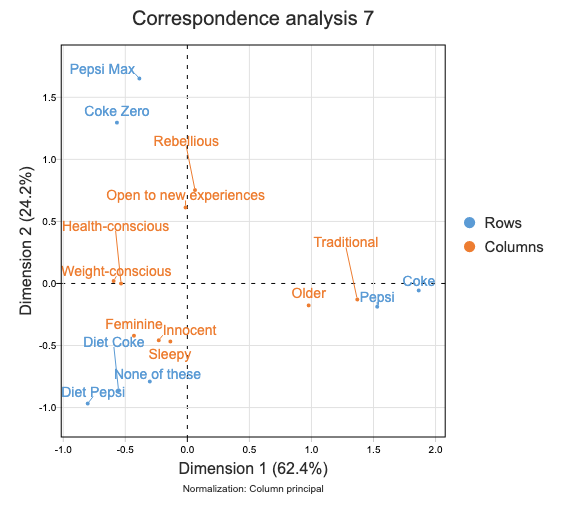 Correspondence analysis 7
Pepsi Max
1.5
Coke Zero
Rebellious
1.0
Open to new experiences
0.5
Health-conscious
Traditional
Weight-conscious
0.0
Coke
Older
Pepsi
Feminine
Innocent
Diet Coke
-0.5
Sleepy
None of these
Diet Pepsi
-1.0
-1.0 -0.5 0.0 0.5 1.0 1.5 2.0
Dimension 2 (24.2%)
Dimension 1 (62.4%)
Normalization: Column principal
Rows
Columns